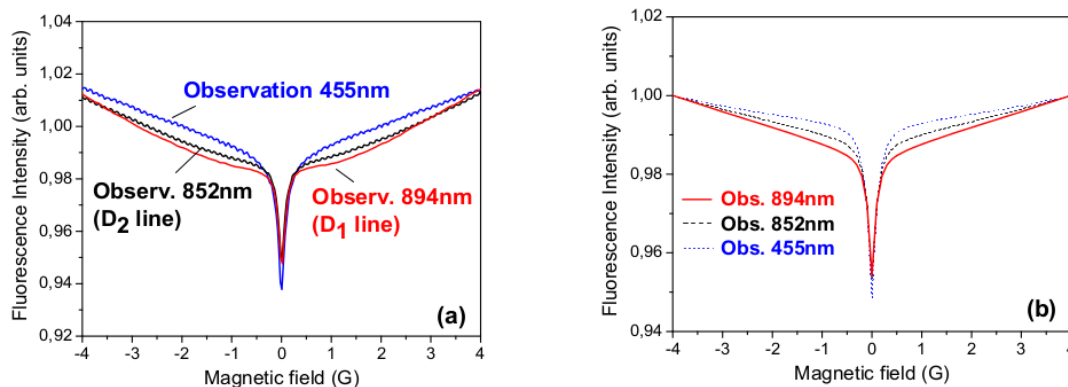 1,04
1,02
1,00
0,98
0,96
0,94
0,92
Fluorescence Intensity (arb. units)
Observation 455nm
Observ. 852nm
(D2 line)
Observ. 894nm
(D1 line)
(a)
-4 -3 -2 -1 0 1 2 3 4
Magnetic field (G)
1,02
1,00
0,98
0,96
0,94
Fluorescence Intensity (arb. units)
Obs. 894nm
Obs. 852nm
Obs. 455nm
(b)
-4 -3 -2 -1 0 1 2 3 4
Magnetic field (G)